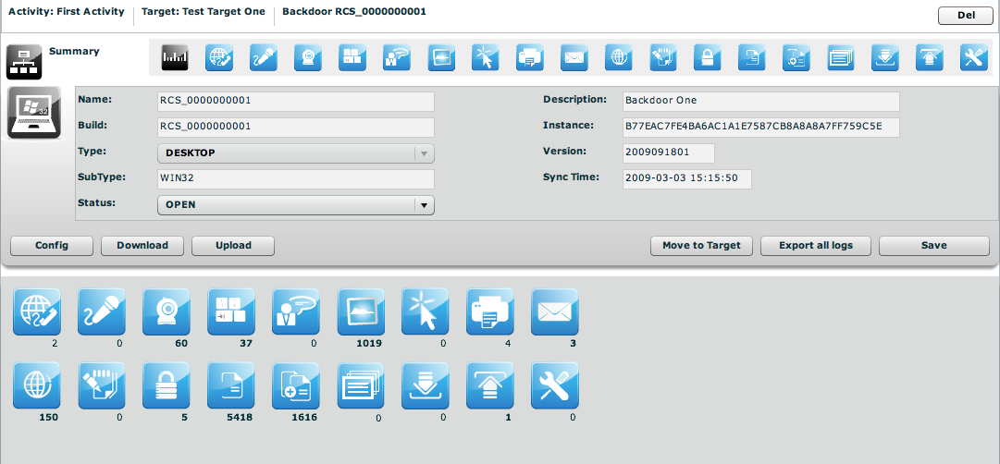 Activity: First Activity Target: Test Target One Backdoor RCS_0000000001 Del
Summary
32
Name: RCS_0000000001 Description: Backdoor One
Build: RCS_0000000001 Instance: B77EAC7FE4BA6AC1A1E7587CB8A8A8A7FF759C5E
Type: DESKTOP Version: 2009091801
SubType: WIN32 Sync Time: 2009-03-03 15:15:50
Status: OPEN
Config Download Upload Move to Target Export all logs Save
2 0 60 37 0 1019 0 4 3
150 0 5 5418 1616 0 0 1 0